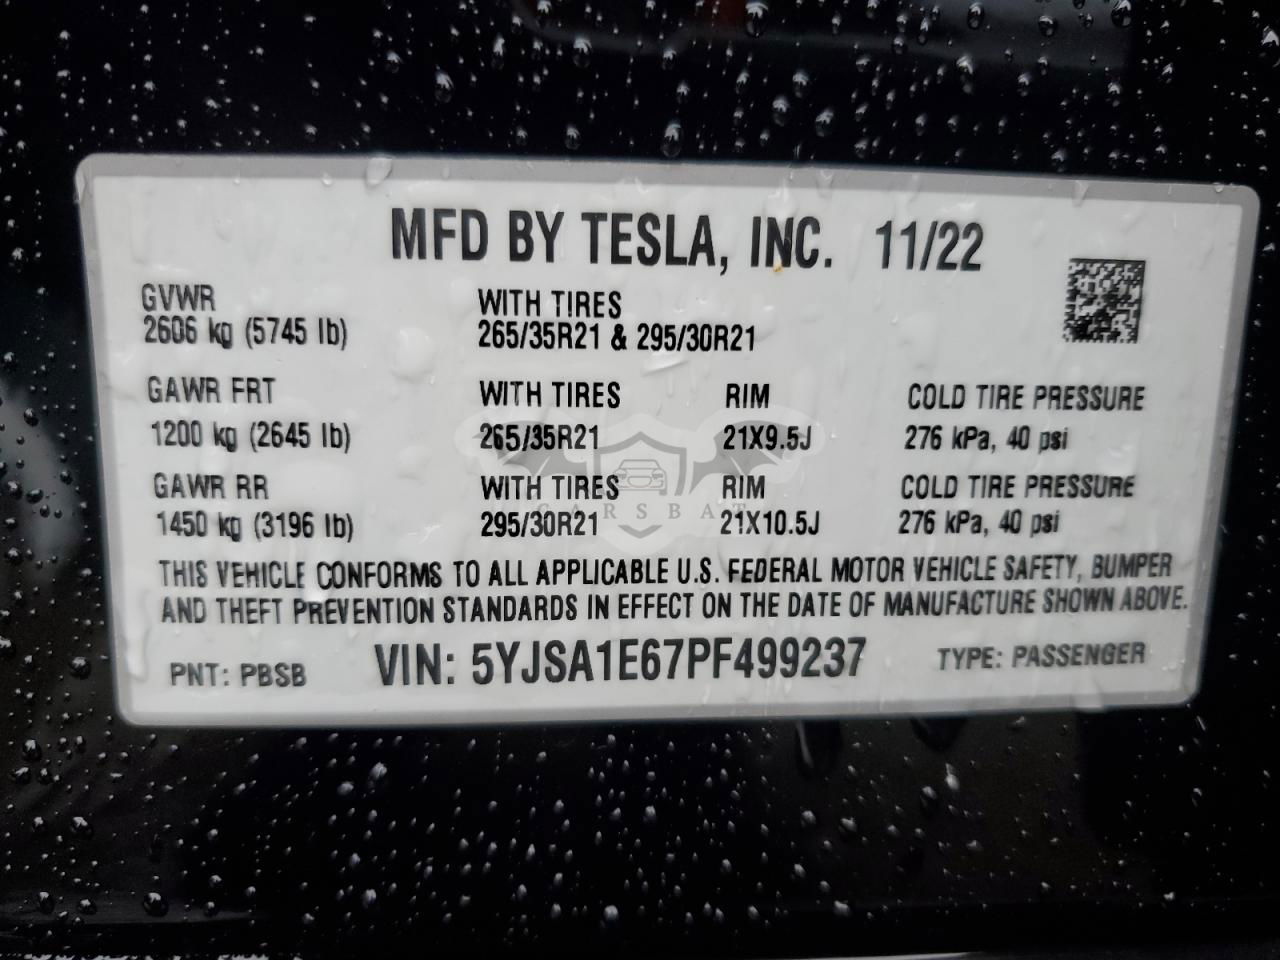 MFD BY TESLA, INC. 11/22
GVWR
2606 kg (5745 lb)
WITH TIRES
265/35R21 & 295/30R21
GAWR FRT WITH TIRES RIM COLD TIRE PRESSURE
1200 kg (2645 lb) 265/35R21 21X9.5J 276 kPa, 40 psi
GAWR RR WITH TIRES RIM COLD TIRE PRESSURE
CARSBAT
1450 kg (3196 lb) 295/30R21 21X10.5J 276 kPa, 40 psi
THIS VEHICLE CONFORMS TO ALL APPLICABLE U.S. FEDERAL MOTOR VEHICLE SAFETY, BUMPER
AND THEFT PREVENTION STANDARDS IN EFFECT ON THE DATE OF MANUFACTURE SHOWN ABOVE.
PNT: PBSB VIN: 5YJSA1E67PF499237 TYPE: PASSENGER